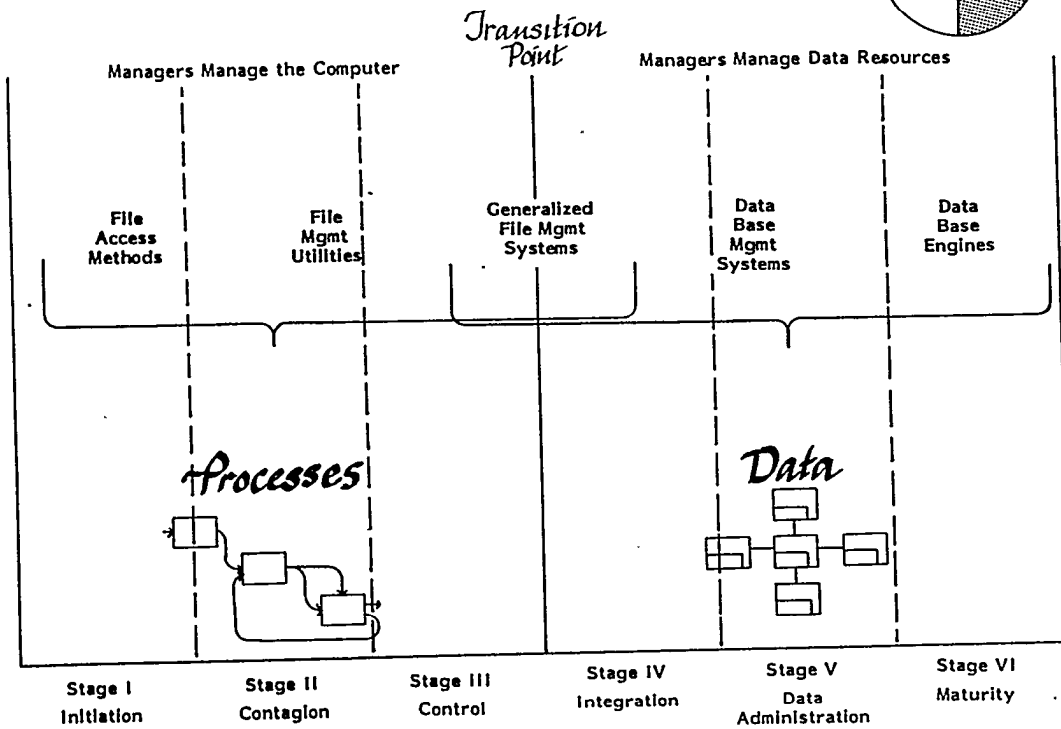 Transition
Point
Managers Manage the Computer
Managers Manage Data Resources
File
Access
Methods
File
Mgmt
Utilities
Generalized
File Mgmt
Systems
Data
Base
Mgmt
Systems
Data
Base
Engines
Processes
Data
Stage I
Initiation
Stage II
Contagion
Stage III
Control
Stage IV
Integration
Stage V
Data
Administration
Stage VI
Maturity